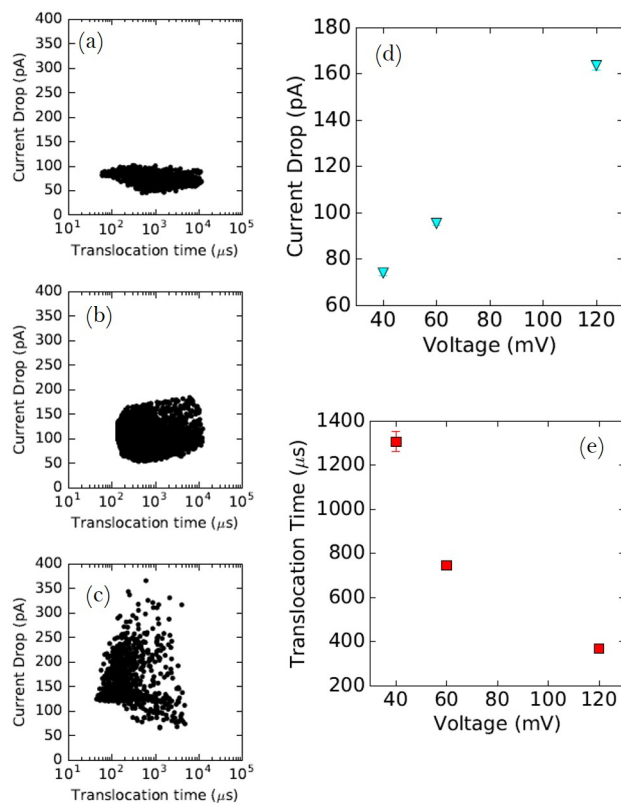 (a)
Current Drop (pA)
400
350
300
250
200
150
100
50
0
10¹ 10² 10³ 10⁴ 10⁵
Translocation time (μs)
(b)
Current Drop (pA)
400
350
300
250
200
150
100
50
0
10¹ 10² 10³ 10⁴ 10⁵
Translocation time (μs)
(c)
Current Drop (pA)
400
350
300
250
200
150
100
50
0
10¹ 10² 10³ 10⁴ 10⁵
Translocation time (μs)
(d)
Current Drop (pA)
180
160
140
120
100
80
60
40 60 80 100 120
Voltage (mV)
(e)
Translocation Time (μs)
1400
1200
1000
800
600
400
200
40 60 80 100 120
Voltage (mV)